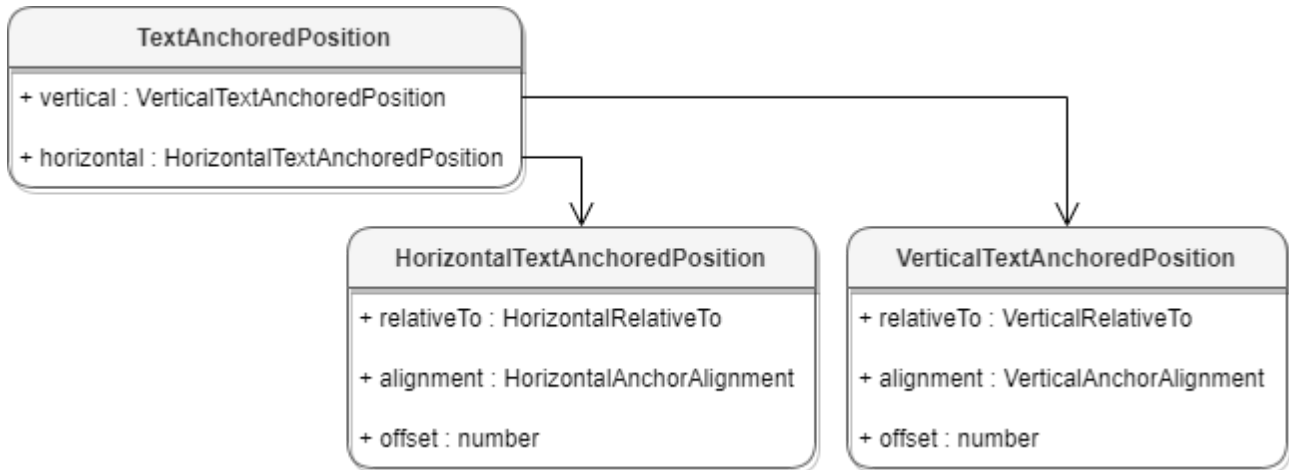 TextAnchoredPosition
+ vertical : VerticalTextAnchoredPosition
+ horizontal : HorizontalTextAnchoredPosition
HorizontalTextAnchoredPosition
+ relativeTo : HorizontalRelativeTo
+ alignment : HorizontalAnchorAlignment
+ offset : number
VerticalTextAnchoredPosition
+ relativeTo : VerticalRelativeTo
+ alignment : VerticalAnchorAlignment
+ offset : number